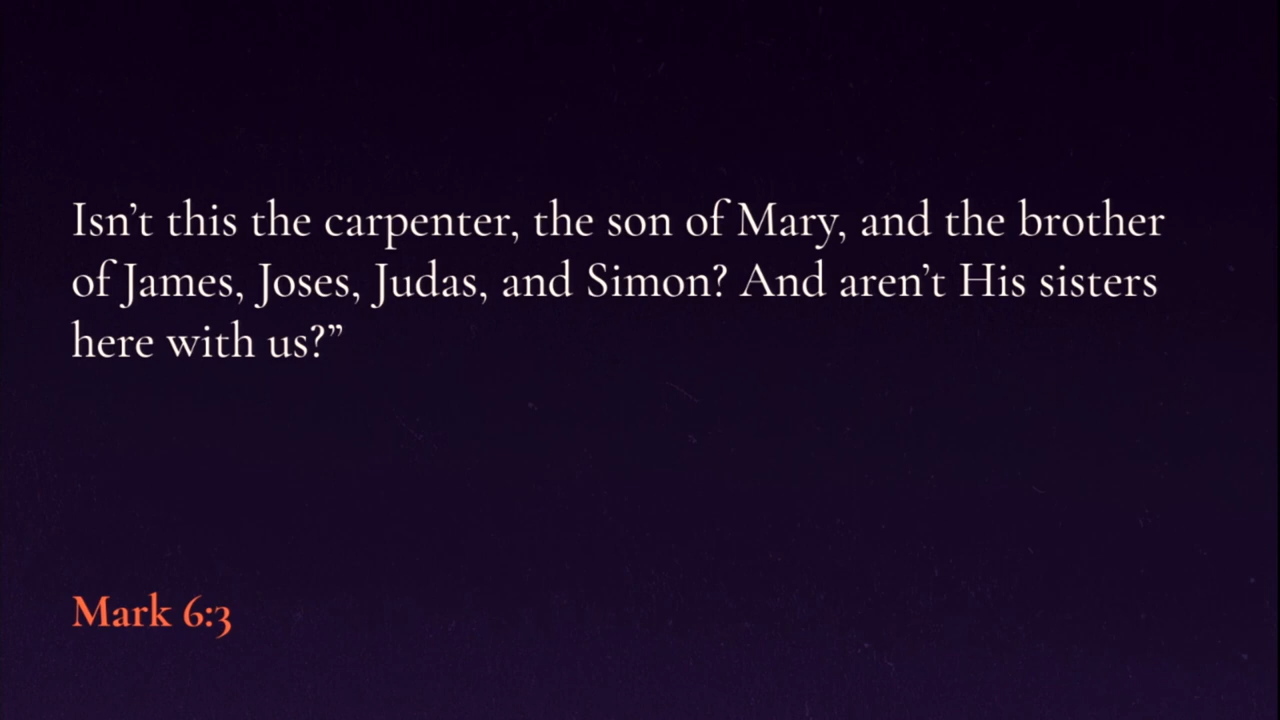 Isn’t this the carpenter, the son of Mary, and the brother
of James, Joses, Judas, and Simon? And aren’t His sisters
here with us?”
Mark 6:3